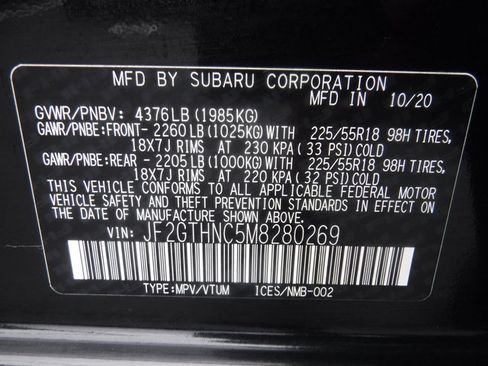 MFD BY SUBARU CORPORATION
MFD IN 10/20
GVWR/PNBV: 4376LB (1985KG)
GAWR/PNBE:FRONT- 2260 LB (1025KG) WITH 225/55R18 98H TIRES,
18X7J RIMS AT 230 KPA ( 33 PSI) COLD
GAWR/PNBE:REAR - 2205 LB (1000KG) WITH 225/55R18 98H TIRES,
18X7J RIMS AT 220 KPA ( 32 PSI) COLD
THIS VEHICLE CONFORMS TO ALL APPLICABLE FEDERAL MOTOR
VEHICLE SAFETY AND THEFT PREVENTION STANDARDS IN EFFECT
ON THE DATE OF MANUFACTURE SHOWN ABOVE.
VIN: JF2GTHNC5M8280269
TYPE:MPV/VTUM ICES/NMB-002